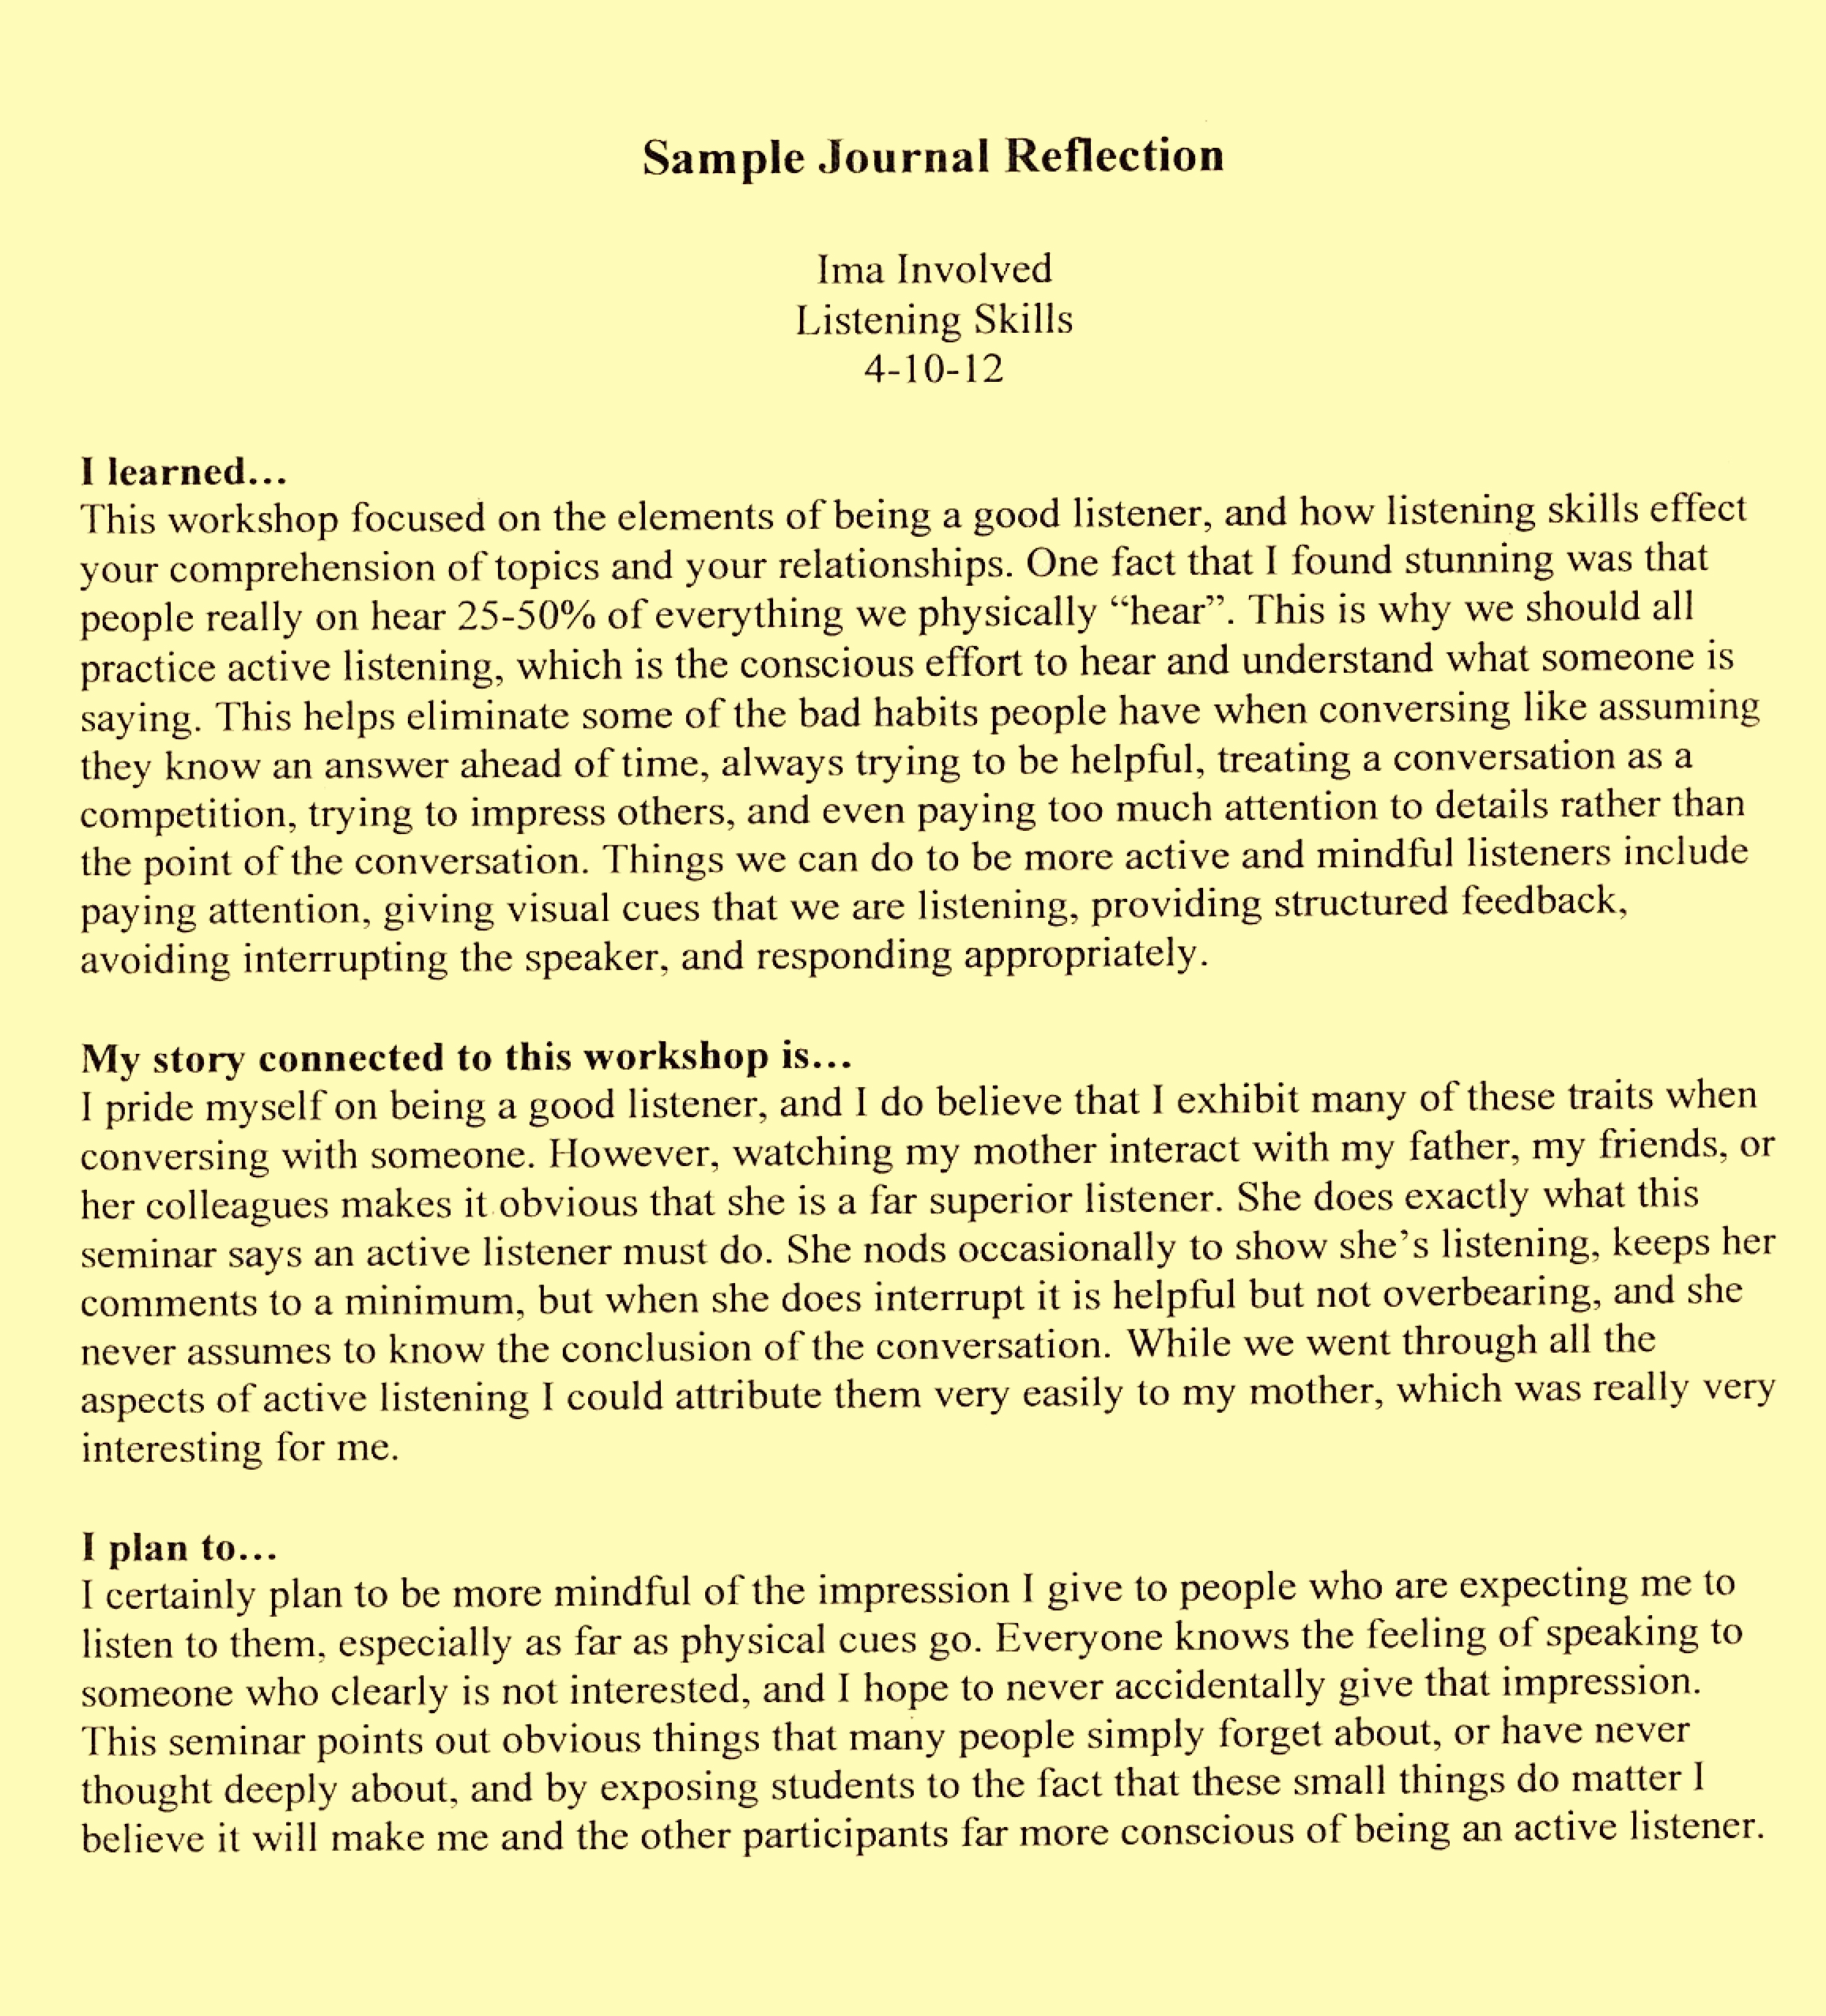 Sample Journal Reflection
Ima Involved
Listening Skills
4-10-12
I learned...
This workshop focused on the elements of being a good listener, and how listening skills effect
your comprehension of topics and your relationships. One fact that I found stunning was that
people really on hear 25-50% of everything we physically “hear”. This is why we should all
practice active listening, which is the conscious effort to hear and understand what someone is
saying. This helps eliminate some of the bad habits people have when conversing like assuming
they know an answer ahead of time, always trying to be helpful, treating a conversation as a
competition, trying to impress others, and even paying too much attention to details rather than
the point of the conversation. Things we can do to be more active and mindful listeners include
paying attention, giving visual cues that we are listening, providing structured feedback,
avoiding interrupting the speaker, and responding appropriately.
My story connected to this workshop is...
I pride myself on being a good listener, and I do believe that I exhibit many of these traits when
conversing with someone. However, watching my mother interact with my father, my friends, or
her colleagues makes it obvious that she is a far superior listener. She does exactly what this
seminar says an active listener must do. She nods occasionally to show she’s listening, keeps her
comments to a minimum, but when she does interrupt it is helpful but not overbearing, and she
never assumes to know the conclusion of the conversation. While we went through all the
aspects of active listening I could attribute them very easily to my mother, which was really very
interesting for me.
I plan to...
I certainly plan to be more mindful of the impression I give to people who are expecting me to
listen to them, especially as far as physical cues go. Everyone knows the feeling of speaking to
someone who clearly is not interested, and I hope to never accidentally give that impression.
This seminar points out obvious things that many people simply forget about, or have never
thought deeply about, and by exposing students to the fact that these small things do matter I
believe it will make me and the other participants far more conscious of being an active listener.